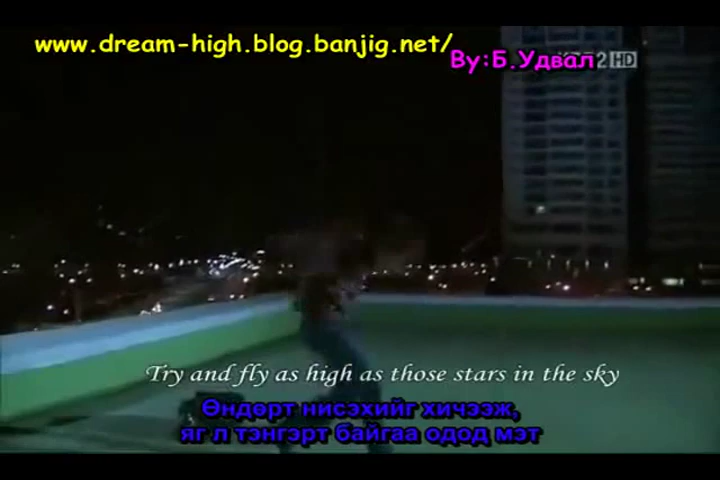 www.dream-high.blog.banjig.net/
By:Б.Удвал
2 HD
Try and fly as high as those stars in the sky
Өндөрт нисэхийг хичээж,
яг л тэнгэрт байгаа одод мэт